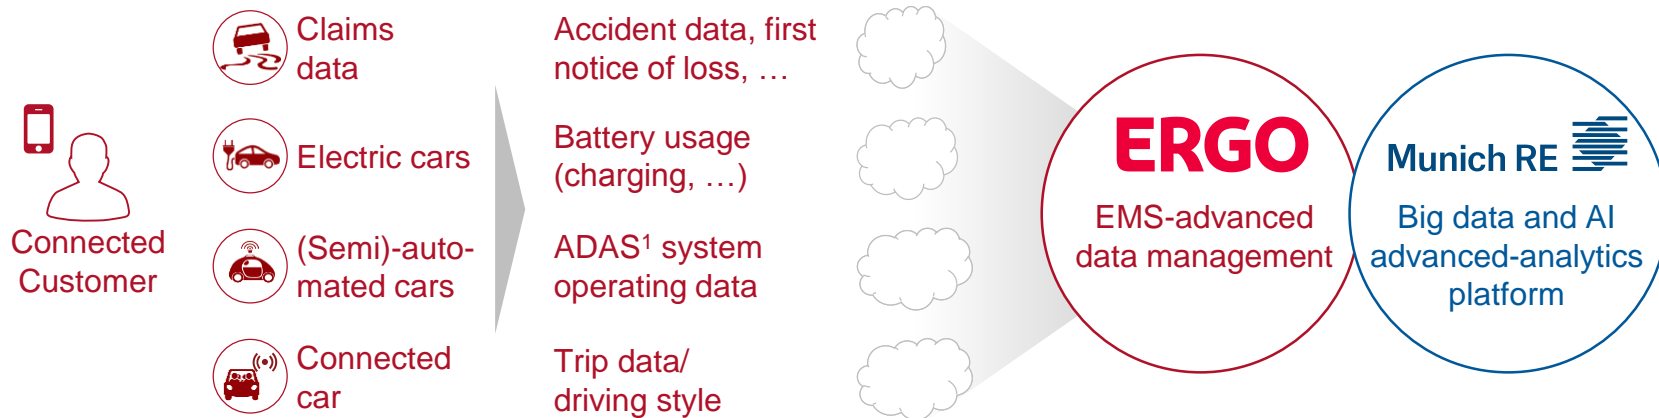 Connected
Customer
Claims
data
Electric cars
(Semi)-auto-
mated cars
Connected
car
Accident data, first
notice of loss, …
Battery usage
(charging, …)
ADAS¹ system
operating data
Trip data/
driving style
ERGO
EMS-advanced
data management
Munich RE
Big data and AI
advanced-analytics
platform